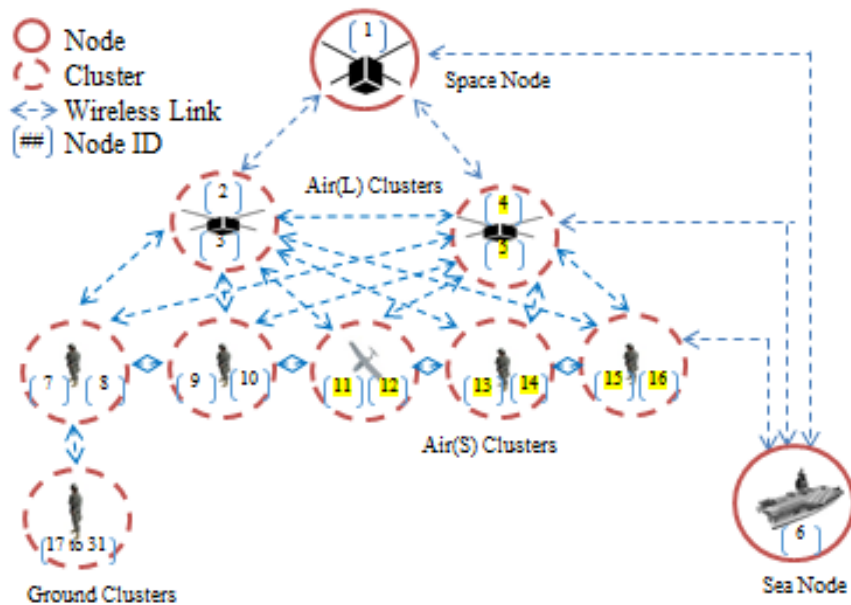 Node
Cluster
Wireless Link
[##] Node ID
[1]
Space Node
Air(L) Clusters
[2]
[3]
[4]
[5]
[7] [8]
[9] [10]
[11] [12]
[13] [14]
[15] [16]
Air(S) Clusters
[17 to 31]
Ground Clusters
[6]
Sea Node